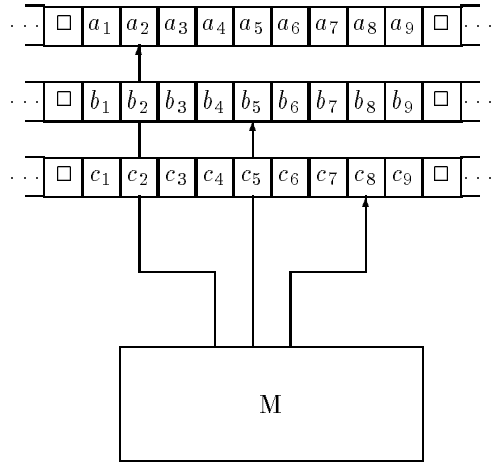 . . . □ a₁ a₂ a₃ a₄ a₅ a₆ a₇ a₈ a₉ □ . . .
. . . □ b₁ b₂ b₃ b₄ b₅ b₆ b₇ b₈ b₉ □ . . .
. . . □ c₁ c₂ c₃ c₄ c₅ c₆ c₇ c₈ c₉ □ . . .
M